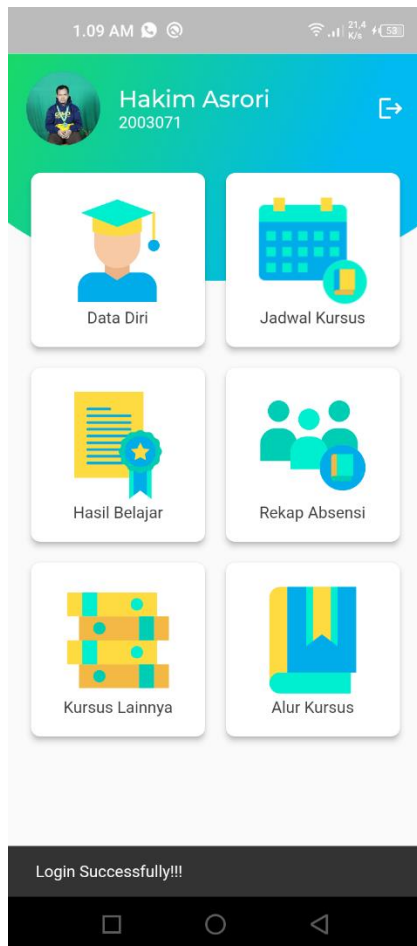 1.09 AM
21,4
K/s
53
Hakim Asrori
2003071
Data Diri
Jadwal Kursus
Hasil Belajar
Rekap Absensi
Kursus Lainnya
Alur Kursus
Login Successfully!!!